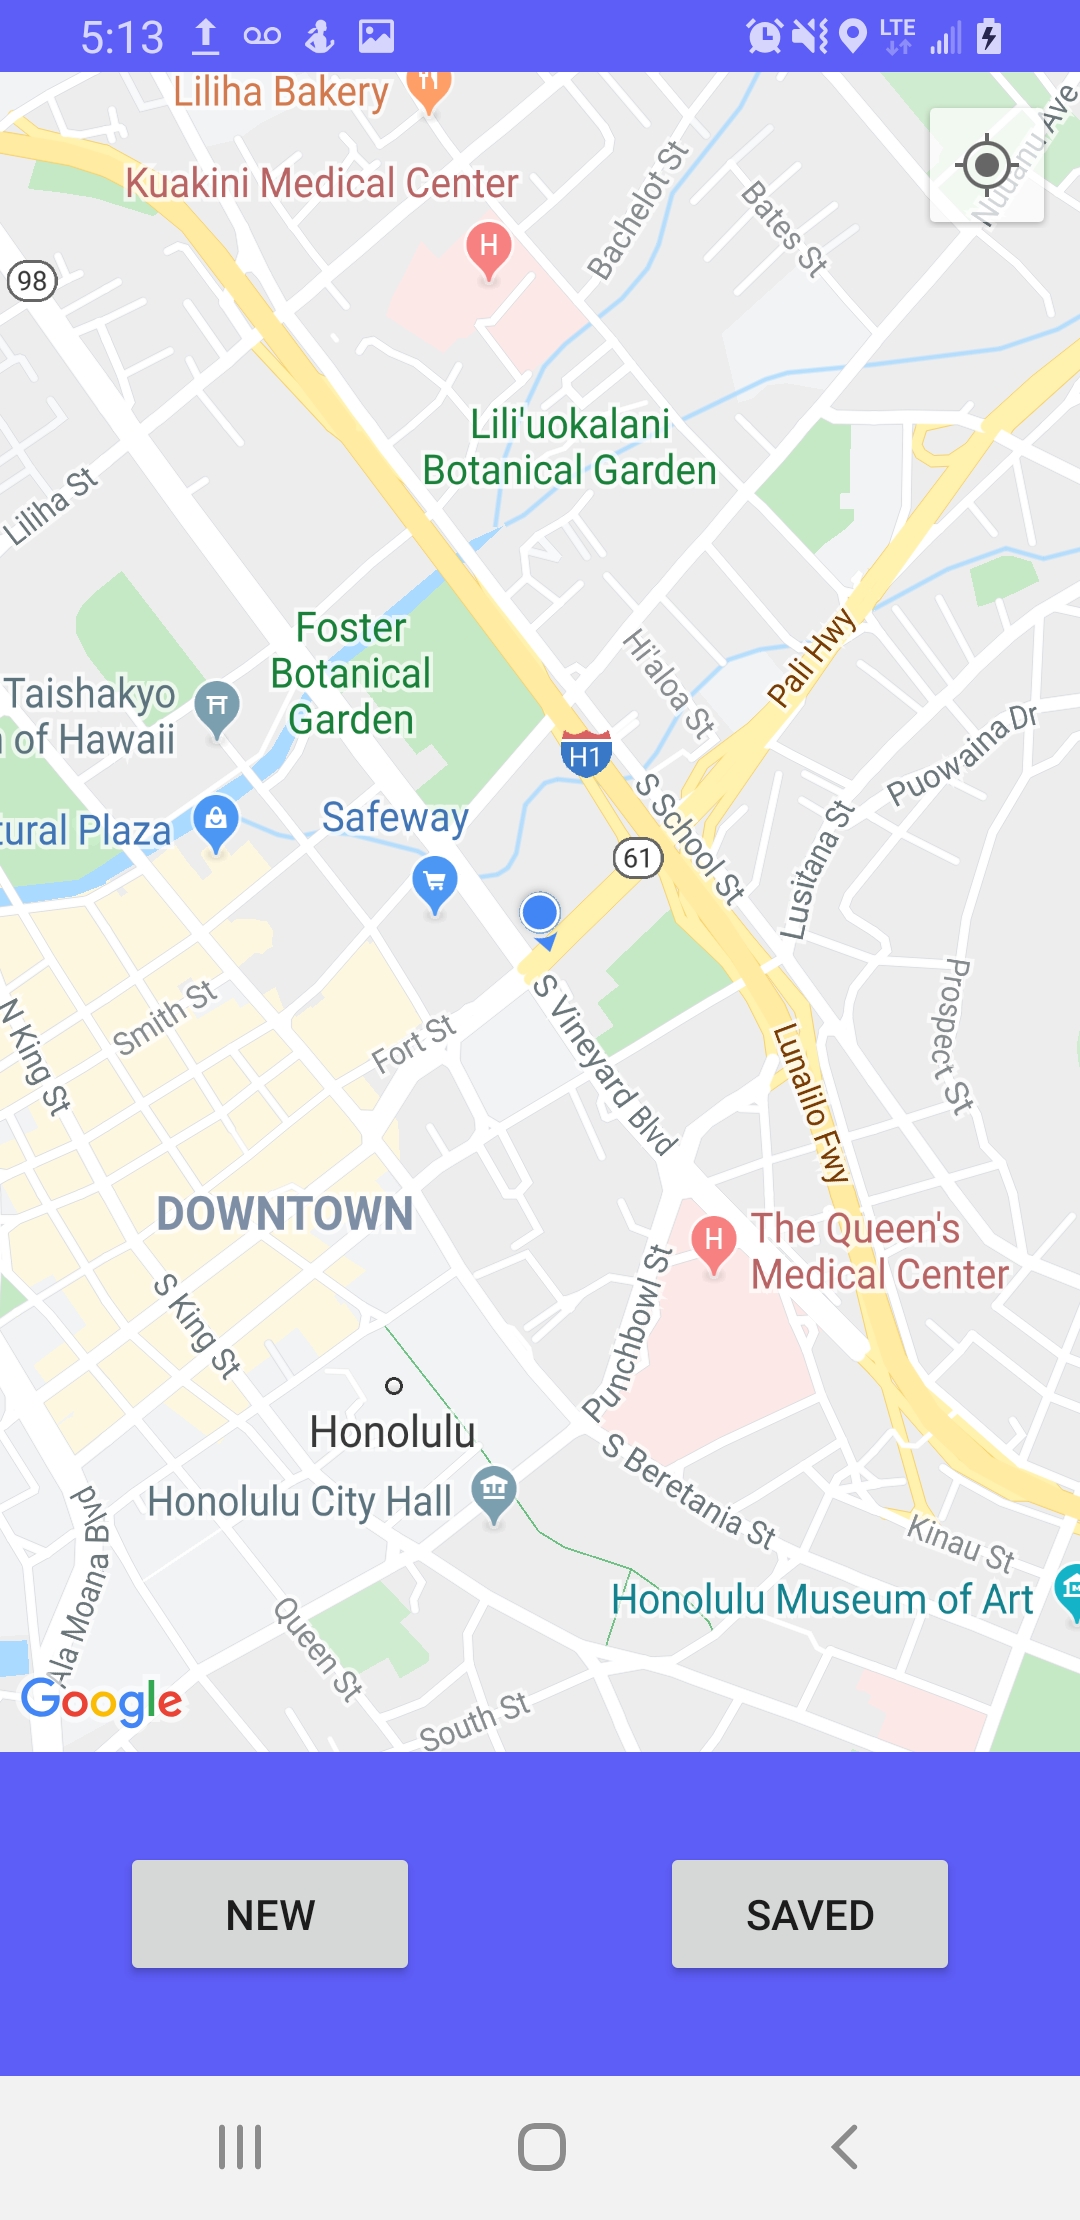 5:13
LTE
Liliha Bakery
Nuuanu Ave
Kuakini Medical Center
H
Bachelot St
Bates St
98
Lili'uokalani
Botanical Garden
Liliha St
Foster
Botanical
Garden
Hi'aloa St
Pali Hwy
Taishakyo
of Hawaii
H1
Puowaina Dr
S School St
Safeway
tural Plaza
61
Lusitana St
Smith St
N King St
Fort St
S Vineyard Blvd
Prospect St
Lunalilo Fwy
DOWNTOWN
H
The Queen's
Medical Center
S King St
Punchbowl St
Honolulu
Honolulu City Hall
S Beretania St
Ala Moana Blvd
Kinau St
Honolulu Museum of Art
Queen St
Google
South St
NEW
SAVED